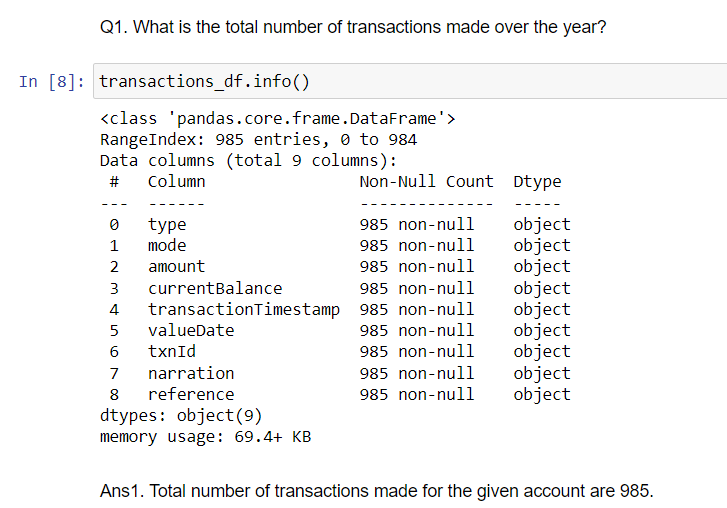 Q1. What is the total number of transactions made over the year?
In [8]: transactions_df.info()
<class 'pandas.core.frame.DataFrame'>
RangeIndex: 985 entries, 0 to 984
Data columns (total 9 columns):
 #   Column                Non-Null Count  Dtype
---  ------                --------------  -----
 0   type                  985 non-null    object
 1   mode                  985 non-null    object
 2   amount                985 non-null    object
 3   currentBalance        985 non-null    object
 4   transactionTimestamp  985 non-null    object
 5   valueDate             985 non-null    object
 6   txnId                 985 non-null    object
 7   narration             985 non-null    object
 8   reference             985 non-null    object
dtypes: object(9)
memory usage: 69.4+ KB
Ans1. Total number of transactions made for the given account are 985.